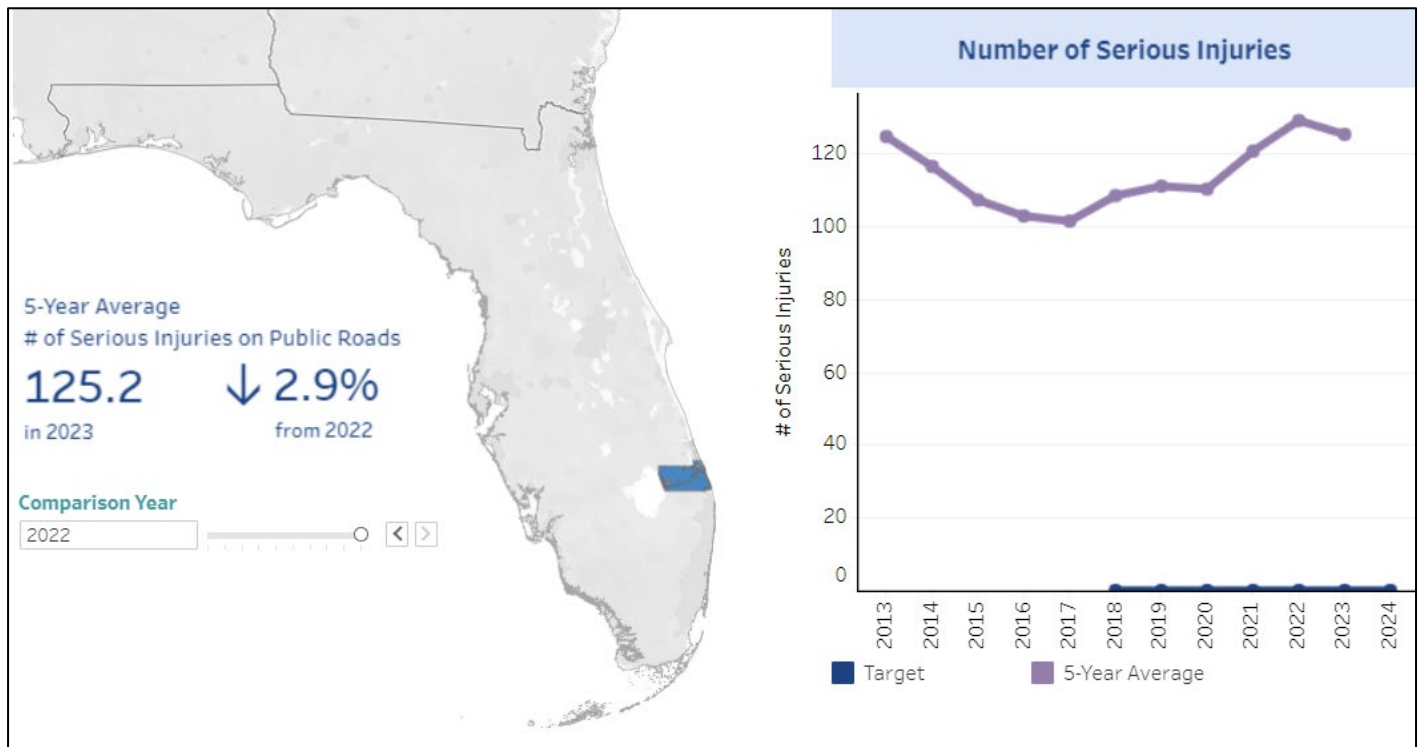 5-Year Average
# of Serious Injuries on Public Roads
125.2
↓ 2.9%
in 2023
from 2022
Comparison Year
2022
Number of Serious Injuries
# of Serious Injuries
120
100
80
60
40
20
0
2013
2014
2015
2016
2017
2018
2019
2020
2021
2022
2023
2024
Target
5-Year Average